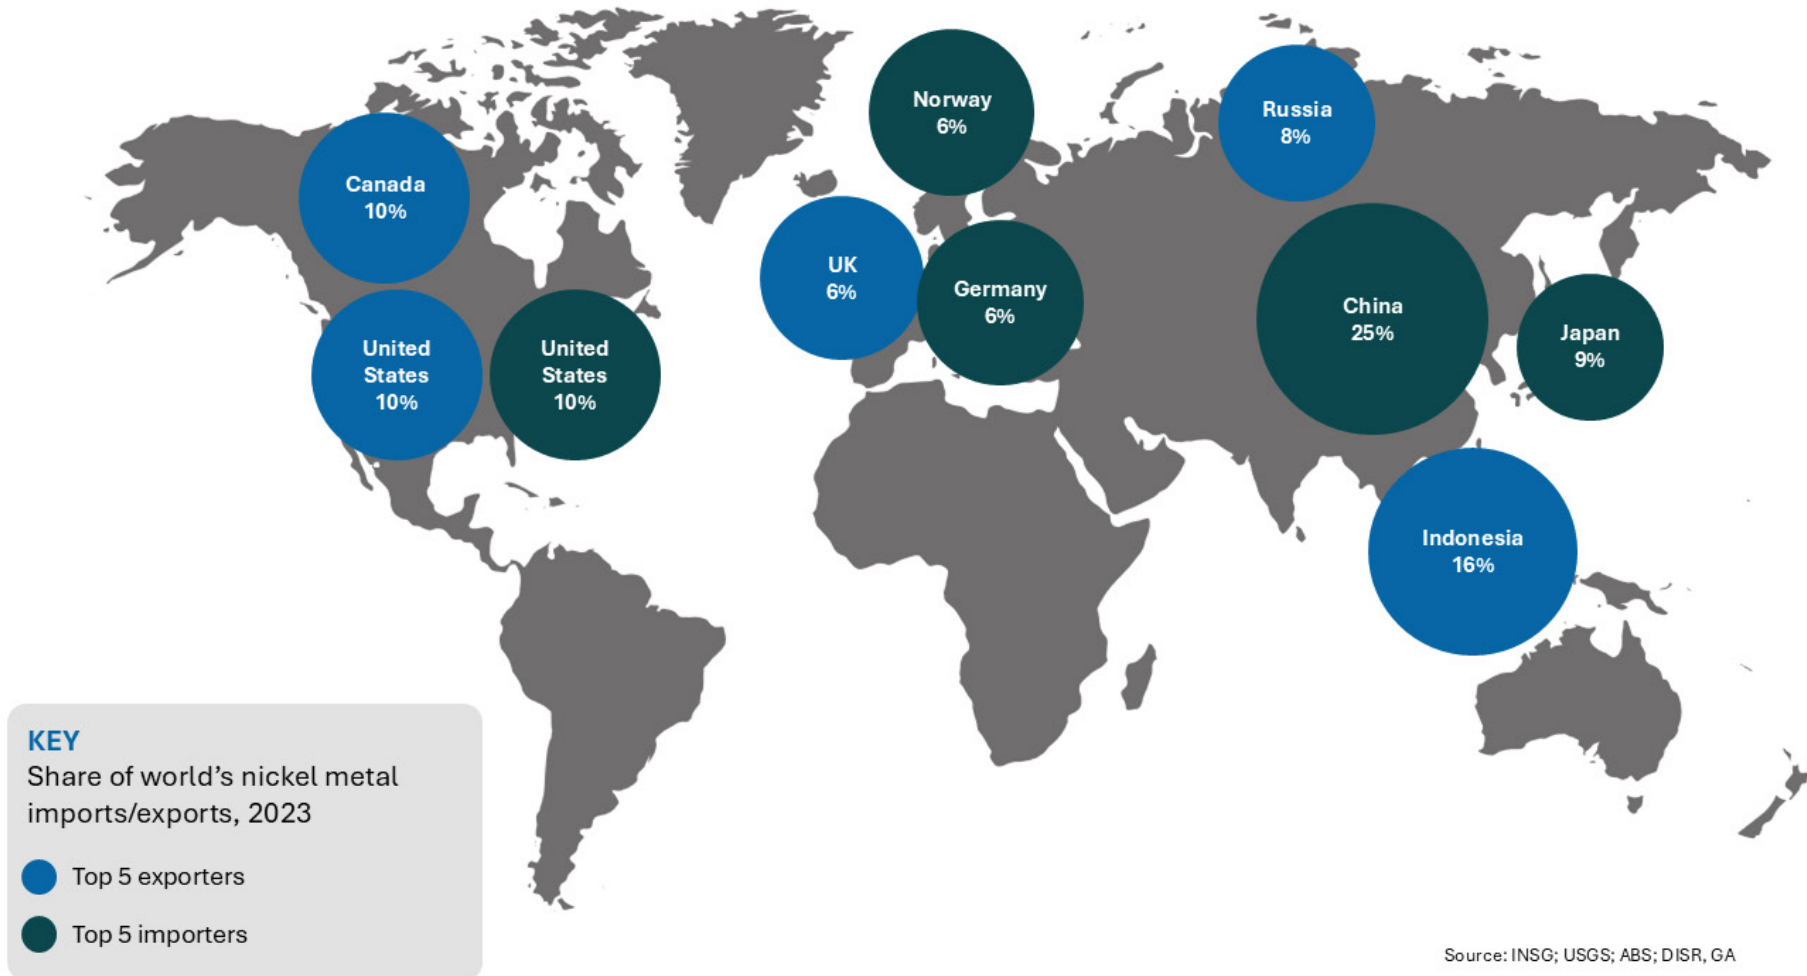 Norway
6%
Russia
8%
Canada
10%
UK
6%
Germany
6%
China
25%
Japan
9%
United
States
10%
United
States
10%
Indonesia
16%
KEY
Share of world’s nickel metal
imports/exports, 2023
Top 5 exporters
Top 5 importers
Source: INSG; USGS; ABS; DISR, GA